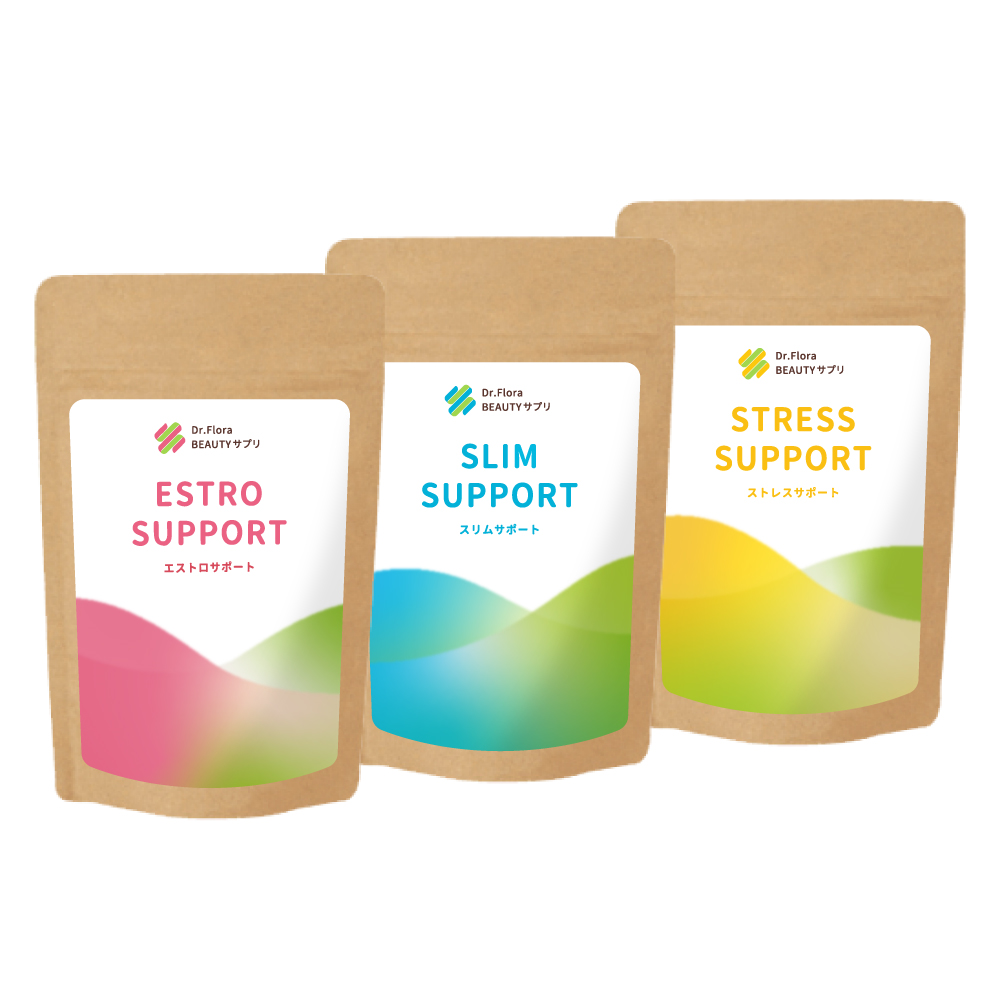 Dr.Flora
BEAUTYサプリ
ESTRO
SUPPORT
エストロサポート
Dr.Flora
BEAUTYサプリ
SLIM
SUPPORT
スリムサポート
Dr.Flora
BEAUTYサプリ
STRESS
SUPPORT
ストレスサポート